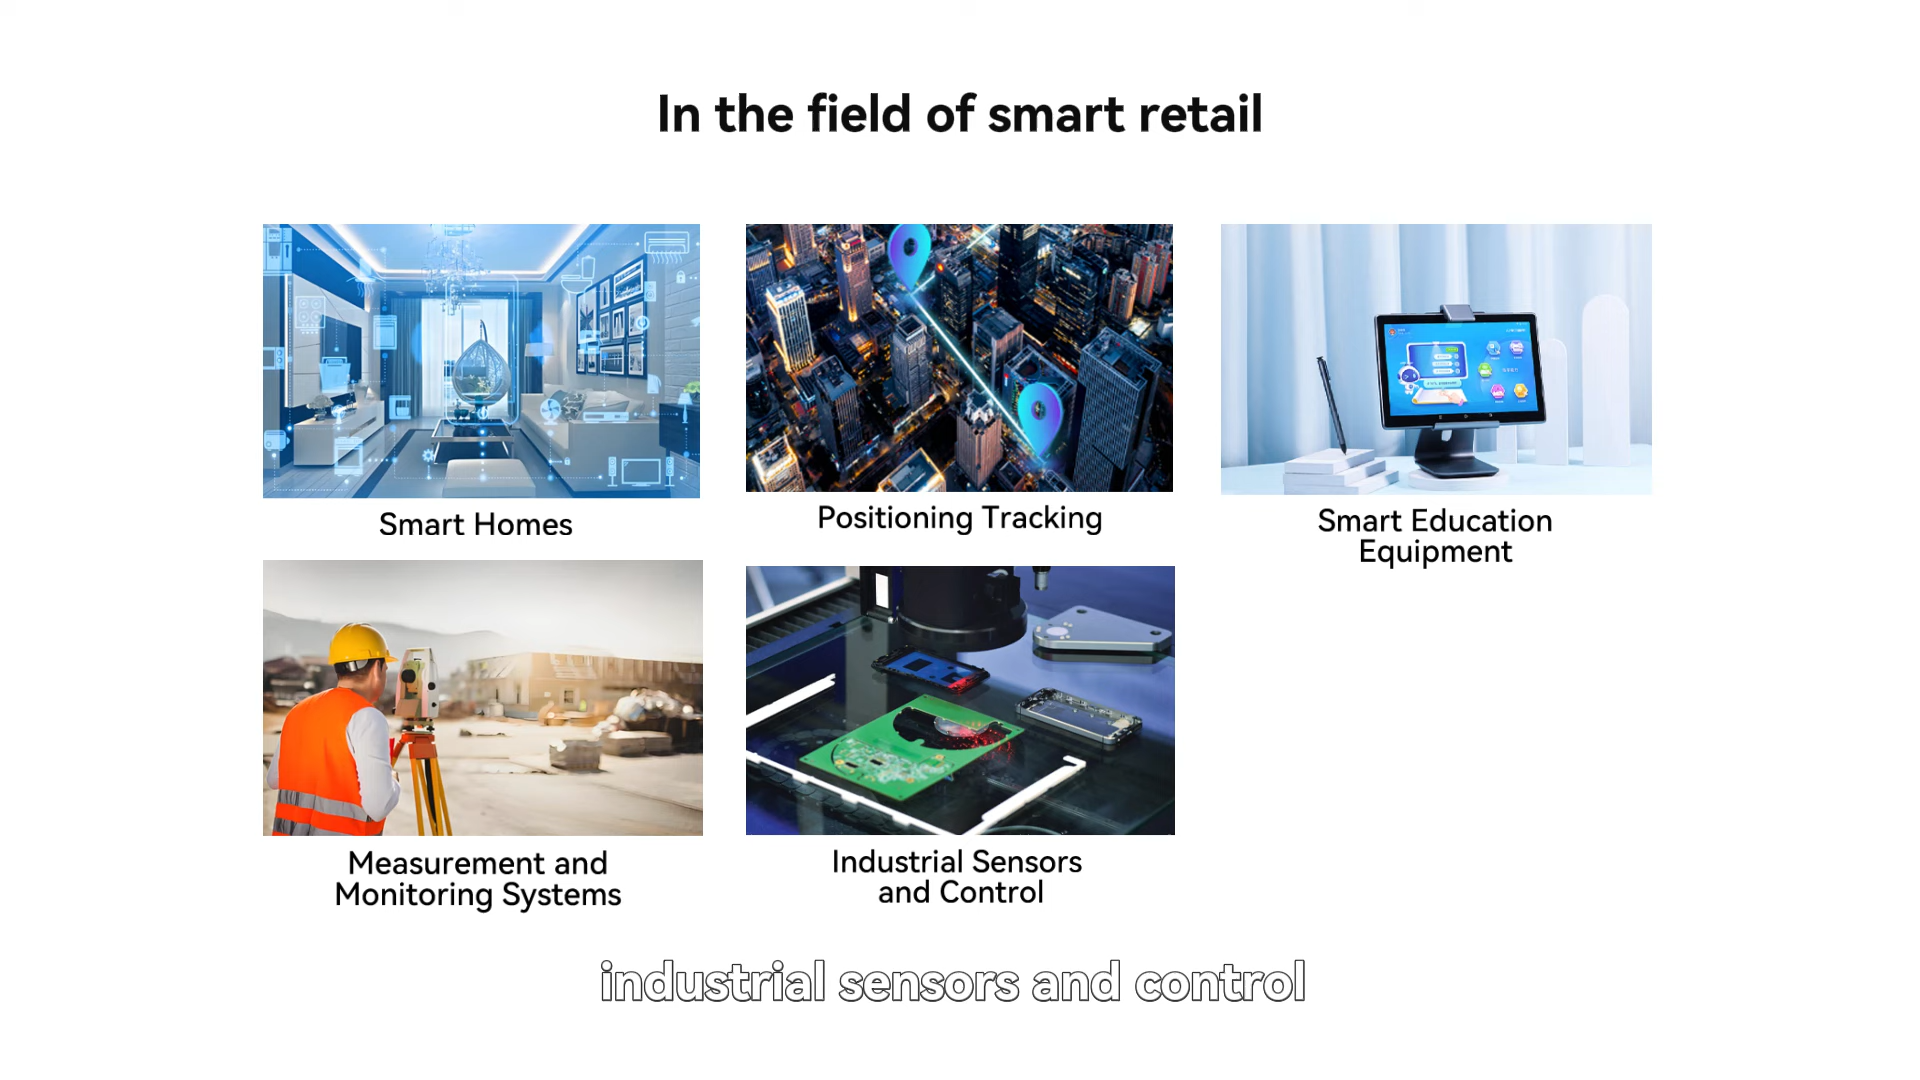 In the field of smart retail
Smart Homes
Positioning Tracking
Smart Education
Equipment
Measurement and
Monitoring Systems
Industrial Sensors
and Control
industrial sensors and control